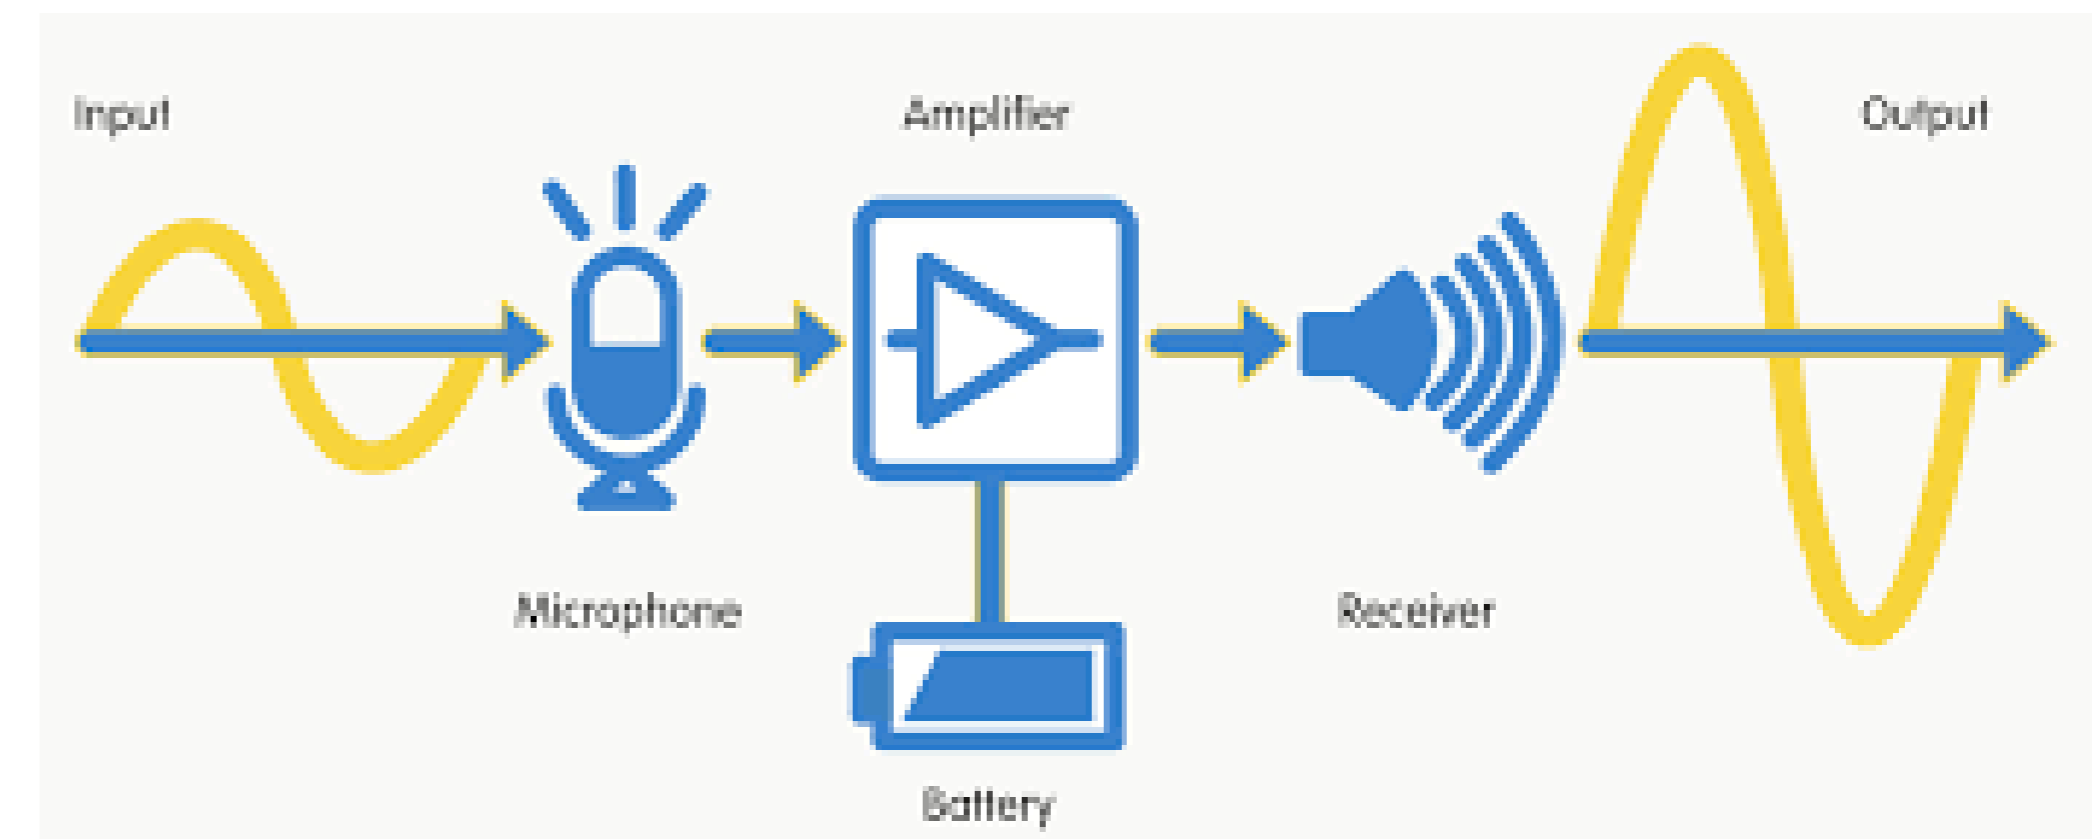 Input
Amplifier
Output
Microphone
Receiver
Battery